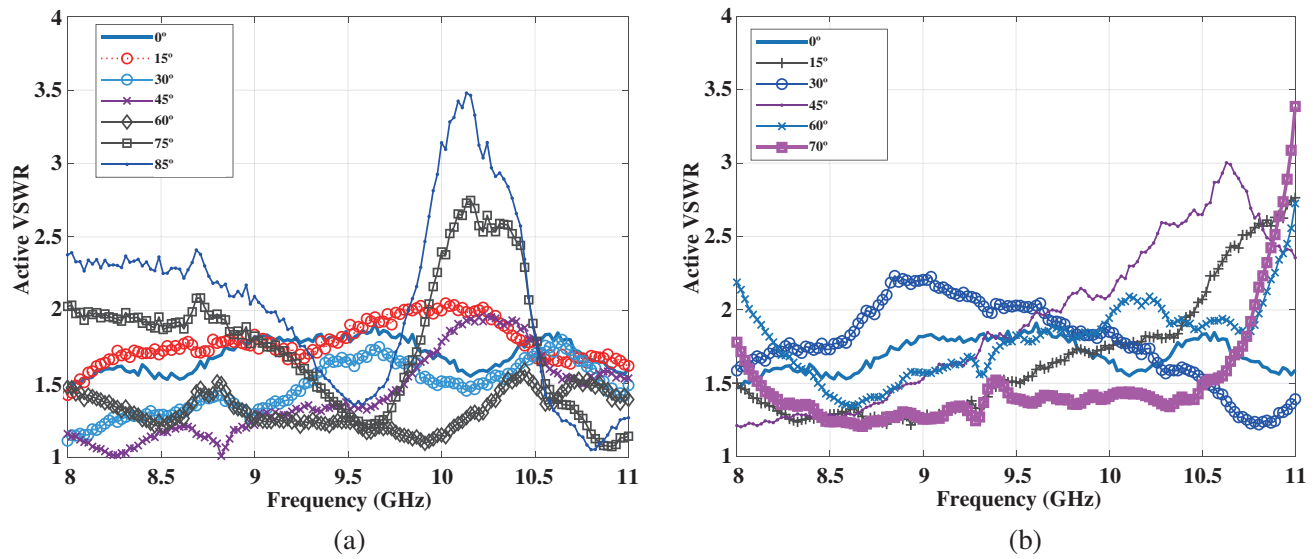 4
3.5
3
2.5
2
1.5
1
Active VSWR
0º
15º
30º
45º
60º
75º
85º
8
8.5
9
9.5
10
10.5
11
Frequency (GHz)
(a)
4
3.5
3
2.5
2
1.5
1
Active VSWR
0º
15º
30º
45º
60º
70º
8
8.5
9
9.5
10
10.5
11
Frequency (GHz)
(b)